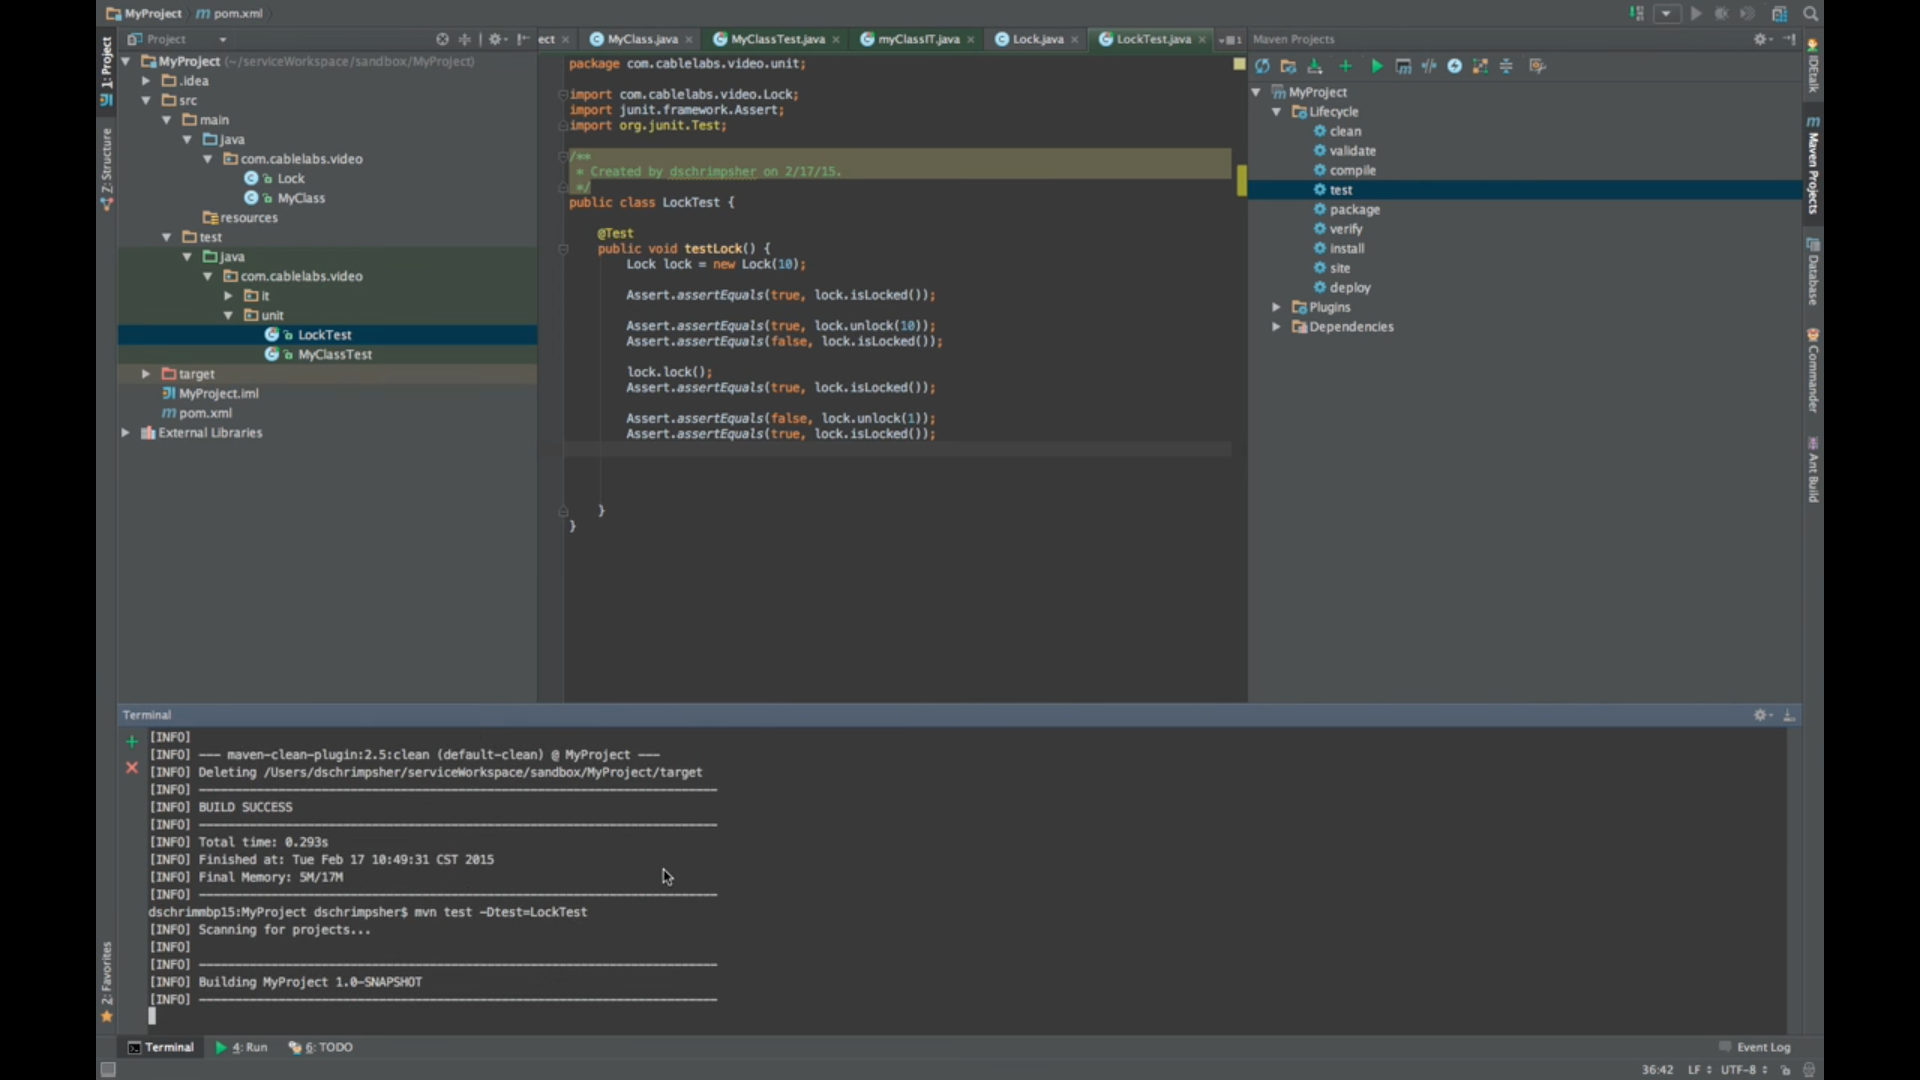 MyProject
pom.xml
Project
MyProject (~/serviceWorkspace/sandbox/MyProject)
.idea
src
main
java
com.cablelabs.video
Lock
MyClass
resources
test
java
com.cablelabs.video
it
unit
LockTest
MyClassTest
target
MyProject.iml
pom.xml
External Libraries
1: Project
Z: Structure
2: Favorites
ect
MyClass.java
MyClassTest.java
myClassIT.java
Lock.java
LockTest.java
package com.cablelabs.video.unit;
import com.cablelabs.video.Lock;
import junit.framework.Assert;
import org.junit.Test;
/**
* Created by dschrimpsher on 2/17/15.
*/
public class LockTest {
@Test
public void testLock() {
Lock lock = new Lock(10);
Assert.assertEquals(true, lock.isLocked());
Assert.assertEquals(true, lock.unlock(10));
Assert.assertEquals(false, lock.isLocked());
lock.lock();
Assert.assertEquals(true, lock.isLocked());
Assert.assertEquals(false, lock.unlock(1));
Assert.assertEquals(true, lock.isLocked());
}
}
Maven Projects
MyProject
Lifecycle
clean
validate
compile
test
package
verify
install
site
deploy
Plugins
Dependencies
IDEtalk
Maven Projects
Database
Commander
Ant Build
Terminal
[INFO]
[INFO] --- maven-clean-plugin:2.5:clean (default-clean) @ MyProject ---
[INFO] Deleting /Users/dschrimpsher/serviceWorkspace/sandbox/MyProject/target
[INFO] ------------------------------------------------------------------------
[INFO] BUILD SUCCESS
[INFO] ------------------------------------------------------------------------
[INFO] Total time: 0.293s
[INFO] Finished at: Tue Feb 17 10:49:31 CST 2015
[INFO] Final Memory: 5M/17M
[INFO] ------------------------------------------------------------------------
dschrimmbp15:MyProject dschrimpsher$ mvn test -Dtest=LockTest
[INFO] Scanning for projects...
[INFO]
[INFO] ------------------------------------------------------------------------
[INFO] Building MyProject 1.0-SNAPSHOT
[INFO] ------------------------------------------------------------------------
Terminal
4: Run
6: TODO
Event Log
36:42
LF
UTF-8